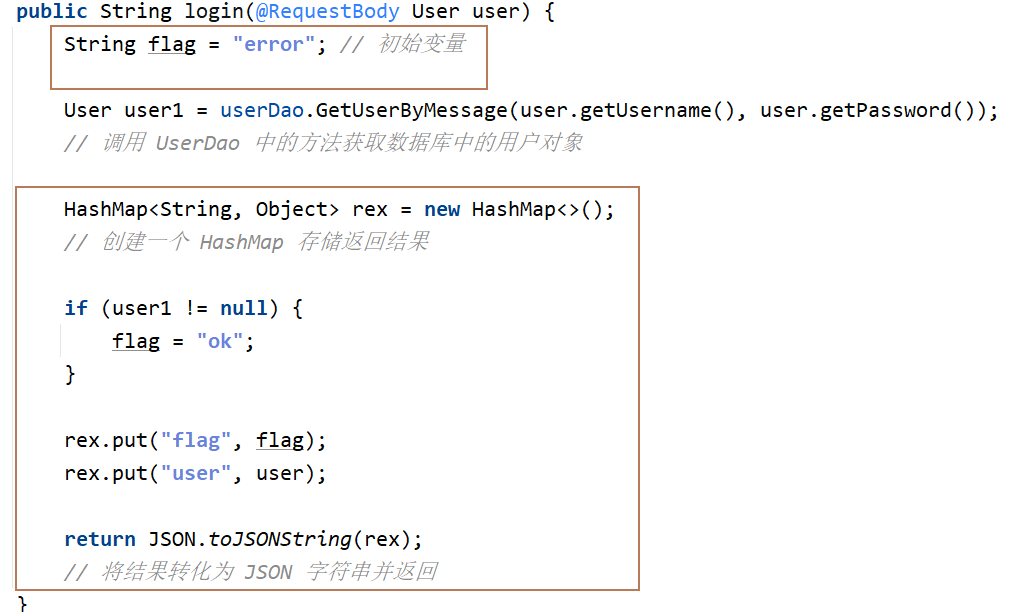 public String login(@RequestBody User user) {
String flag = "error"; // 初始变量
User user1 = userDao.GetUserByMessage(user.getUsername(), user.getPassword());
// 调用 UserDao 中的方法获取数据库中的用户对象
HashMap<String, Object> rex = new HashMap<>();
// 创建一个 HashMap 存储返回结果
if (user1 != null) {
flag = "ok";
}
rex.put("flag", flag);
rex.put("user", user);
return JSON.toJSONString(rex);
// 将结果转化为 JSON 字符串并返回
}